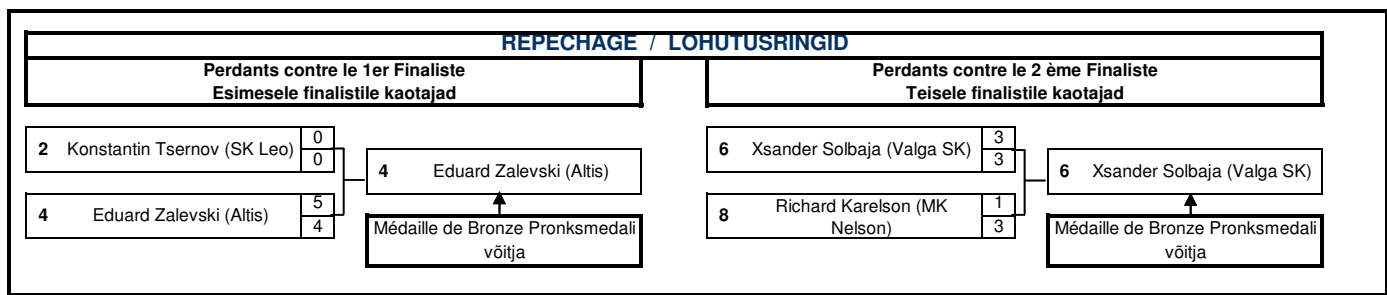 REPECHAGE / LOHUTUSRINGID
Perdants contre le 1er Finaliste
Esimesele finalistile kaotajad
Perdants contre le 2 ème Finaliste
Teisele finalistile kaotajad
2 Konstantin Tsernov (SK Leo) 0
0
4 Eduard Zalevski (Altis)
4 Eduard Zalevski (Altis) 5
4
Médaille de Bronze Pronksmedali
võitja
6 Xsander Solbaja (Valga SK) 3
3
6 Xsander Solbaja (Valga SK)
8 Richard Karelson (MK
Nelson)
1
3
Médaille de Bronze Pronksmedali
võitja